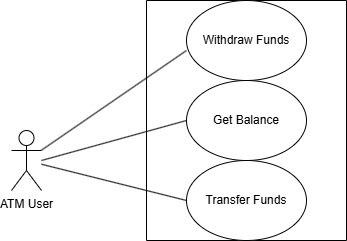 Withdraw Funds
Get Balance
Transfer Funds
ATM User